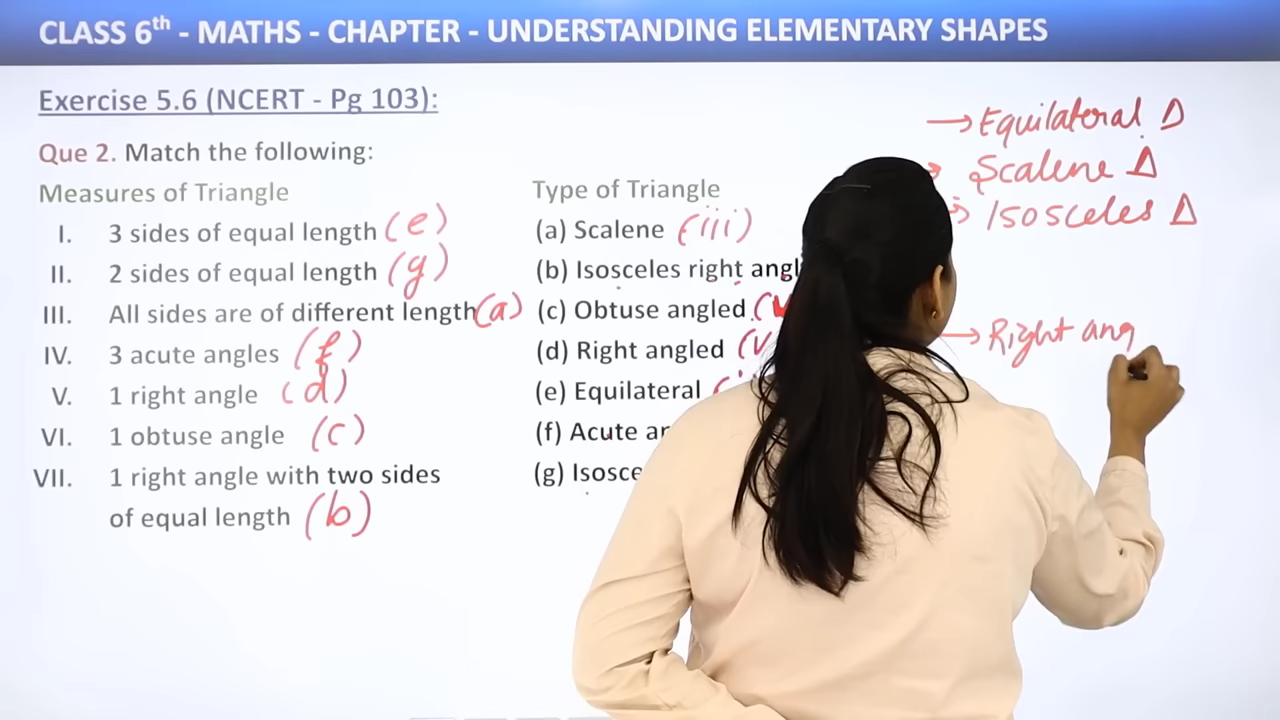 CLASS 6th - MATHS - CHAPTER - UNDERSTANDING ELEMENTARY SHAPES
Exercise 5.6 (NCERT - Pg 103):
Que 2. Match the following:
Measures of Triangle
I. 3 sides of equal length (e)
II. 2 sides of equal length (g)
III. All sides are of different length (a)
IV. 3 acute angles (f)
V. 1 right angle (d)
VI. 1 obtuse angle (c)
VII. 1 right angle with two sides
of equal length (b)
Type of Triangle
(a) Scalene (iii)
(b) Isosceles right
(c) Obtuse angled
(d) Right angled
(e) Equilateral
(f) Acute
(g)
→ Equilateral Δ
Scalene Δ
Isosceles Δ
→ Right ang